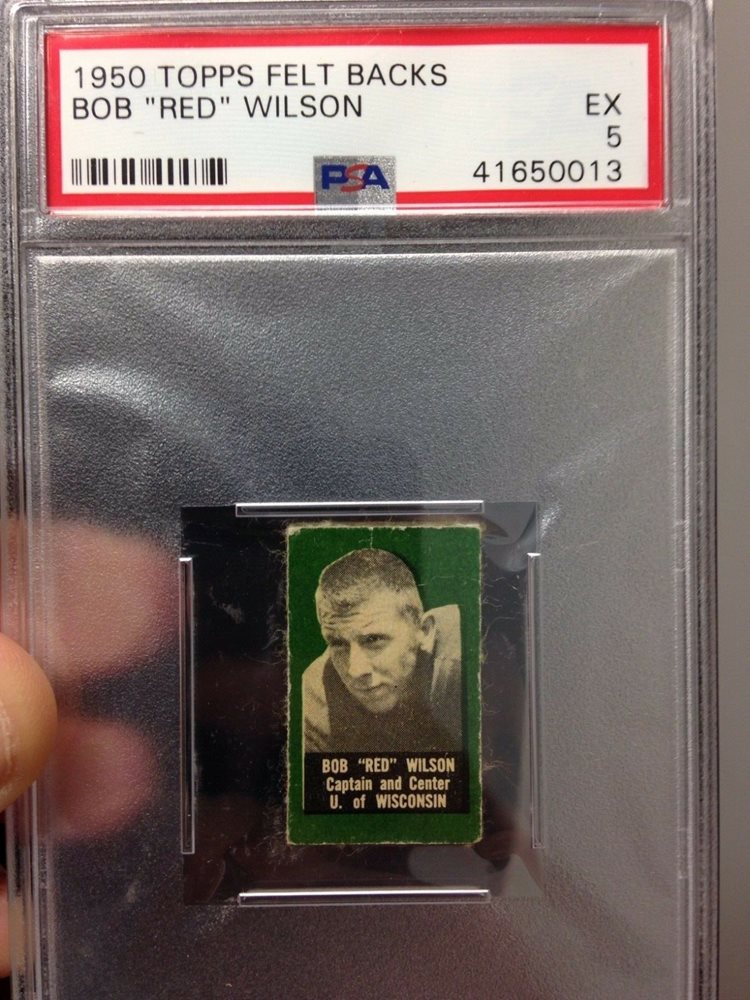 1950 TOPPS FELT BACKS
BOB "RED" WILSON
EX
5
PSA
41650013
BOB "RED" WILSON
Captain and Center
U. of WISCONSIN